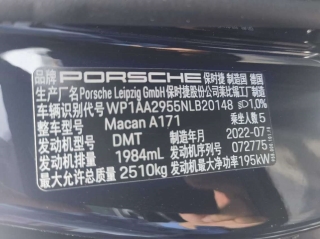 品牌 PORSCHE 保时捷 制造国 德国
生产厂名 Porsche Leipzig GmbH 保时捷股份公司莱比锡工厂制造
车辆识别代号 WP1AA2955NLB20148 1,0%
整车型号 Macan A171 乘坐人数 5
发动机型号 DMT 制造年月 2022-07
发动机排量 1984mL 发动机序列号 072775
最大允许总质量 2510kg 发动机最大净功率 195kW